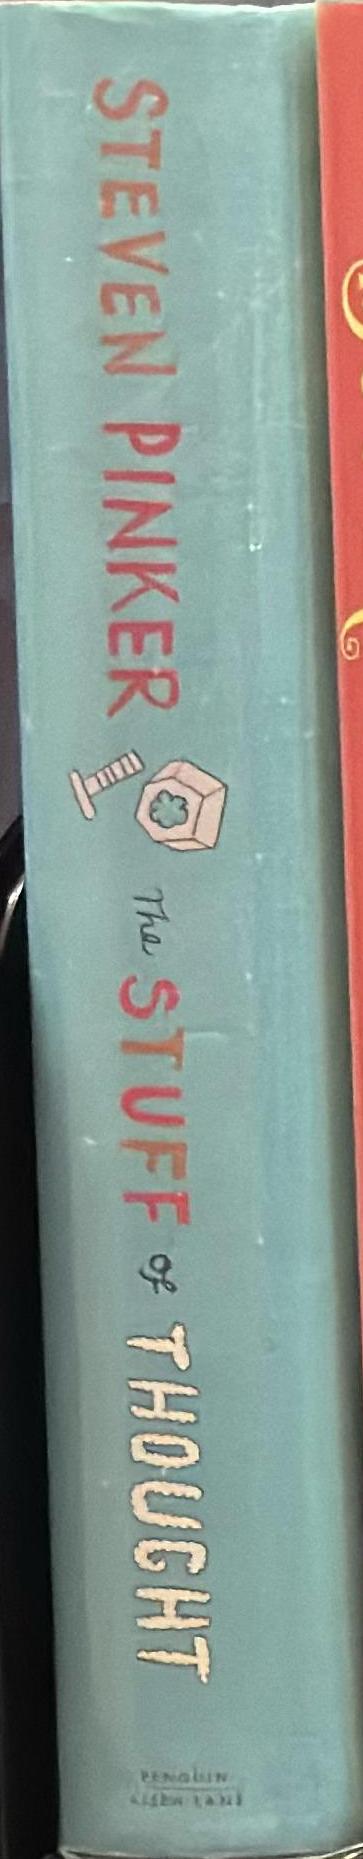 STEVEN PINKER
The STUFF of THOUGHT
PENGUIN
ALLEN LANE